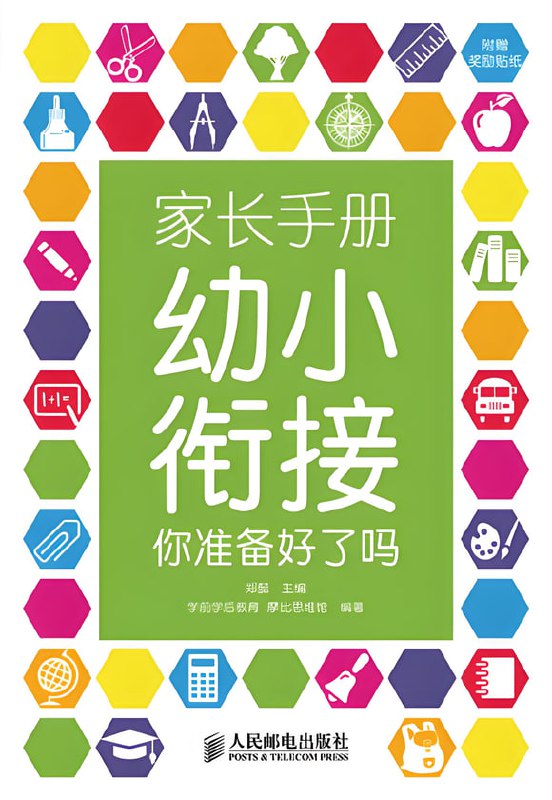 附赠
奖励贴纸
家长手册
幼小
衔接
你准备好了吗
主编
学前学后教育 摩比思维馆 编著
1+1=
人民邮电出版社
POSTS & TELECOM PRESS